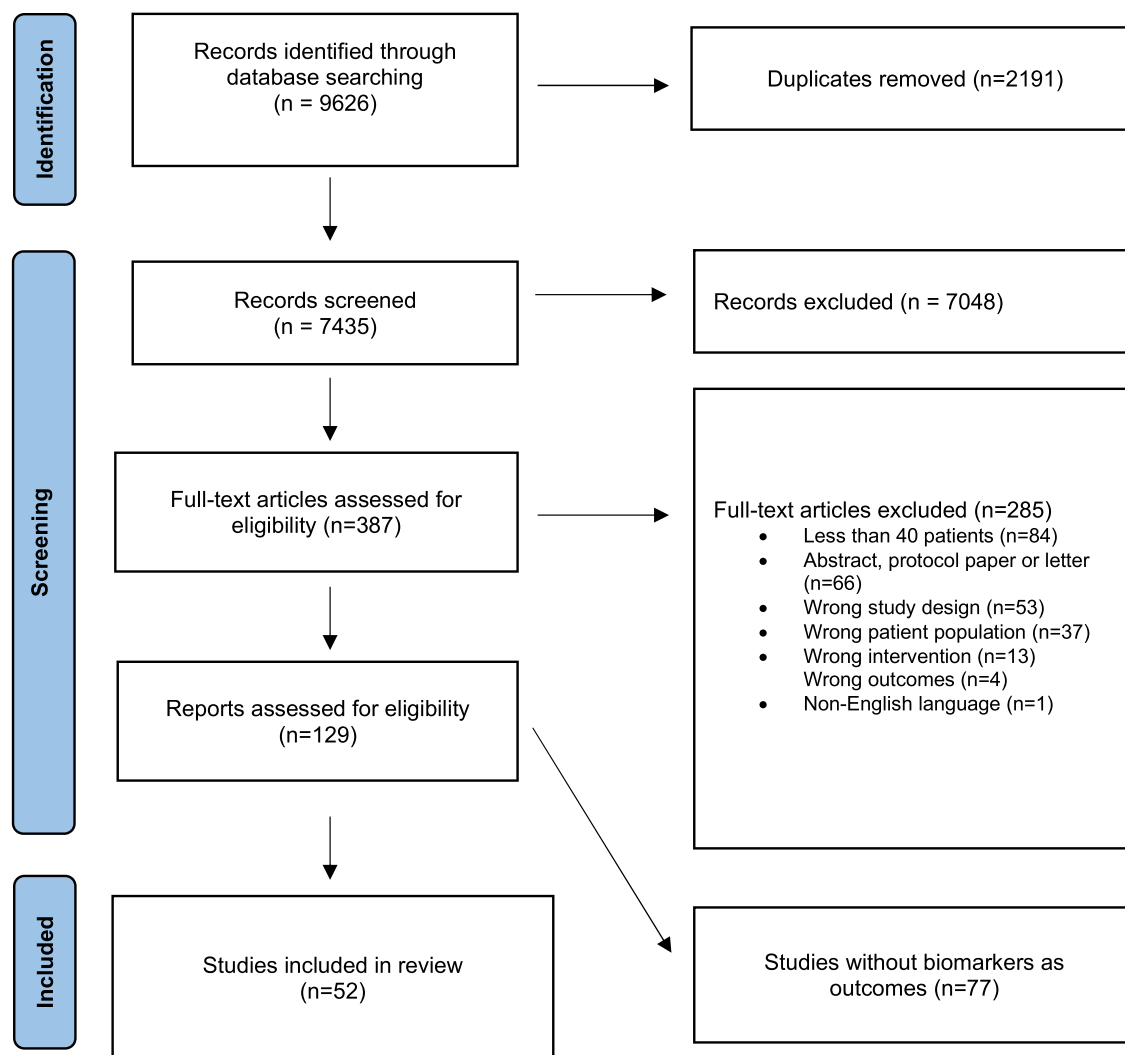 Identification
Records identified through
database searching
(n = 9626)
Duplicates removed (n=2191)
Screening
Records screened
(n = 7435)
Records excluded (n = 7048)
Full-text articles assessed for
eligibility (n=387)
Full-text articles excluded (n=285)
• Less than 40 patients (n=84)
• Abstract, protocol paper or letter
(n=66)
• Wrong study design (n=53)
• Wrong patient population (n=37)
• Wrong intervention (n=13)
Wrong outcomes (n=4)
• Non-English language (n=1)
Reports assessed for eligibility
(n=129)
Included
Studies included in review
(n=52)
Studies without biomarkers as
outcomes (n=77)